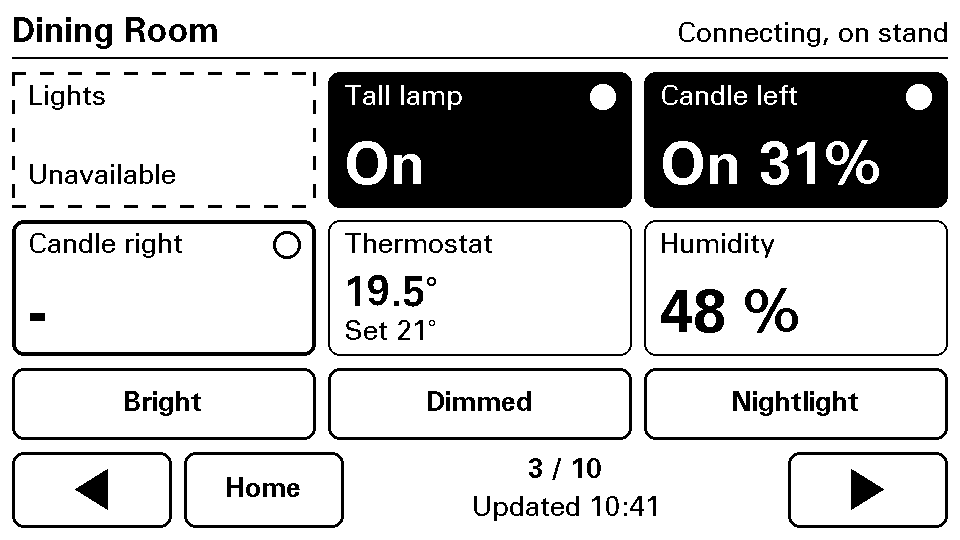 Dining Room
Connecting, on stand
Lights
Unavailable
Tall lamp
On
Candle left
On 31%
Candle right
-
Thermostat
19.5°
Set 21°
Humidity
48 %
Bright
Dimmed
Nightlight
Home
3 / 10
Updated 10:41